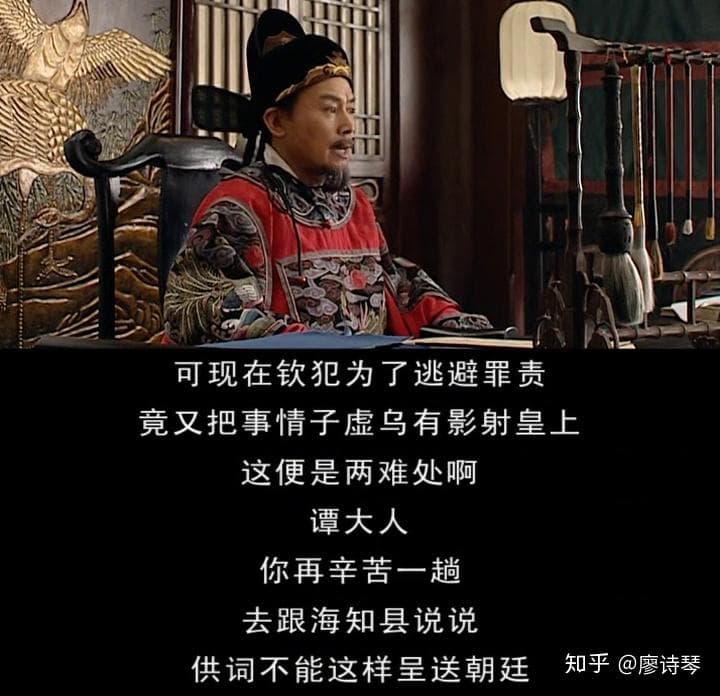 可现在钦犯为了逃避罪责
竟又把事情子虚乌有影射皇上
这便是两难处啊
谭大人
你再辛苦一趟
去跟海知县说说
供词不能这样呈送朝廷
知乎 @廖诗琴